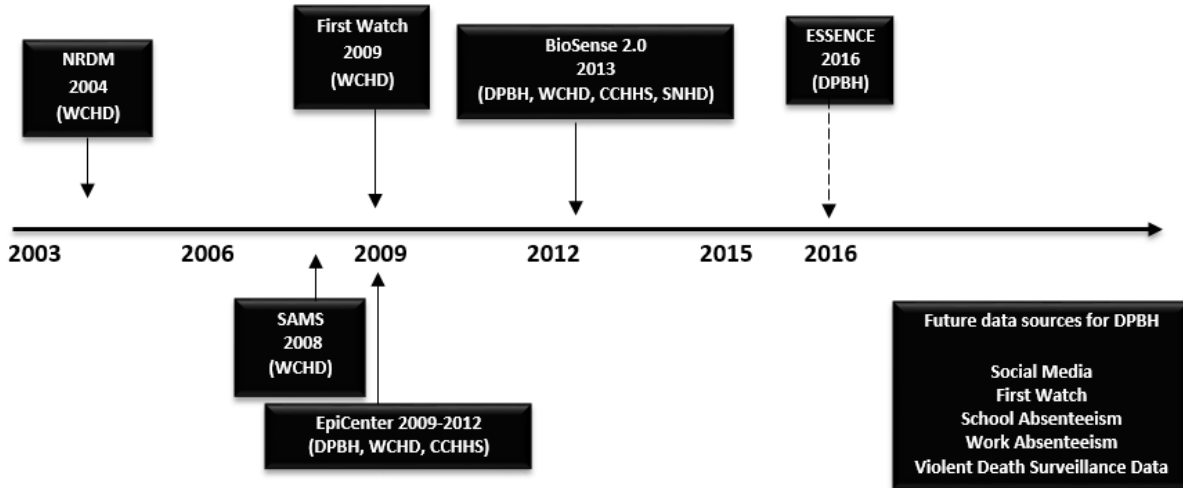 NRDM
2004
(WCHD)
First Watch
2009
(WCHD)
BioSense 2.0
2013
(DPBH, WCHD, CCHHS, SNHD)
ESSENCE
2016
(DPBH)
2003
2006
2009
2012
2015
2016
SAMS
2008
(WCHD)
EpiCenter 2009-2012
(DPBH, WCHD, CCHHS)
Future data sources for DPBH
Social Media
First Watch
School Absenteeism
Work Absenteeism
Violent Death Surveillance Data